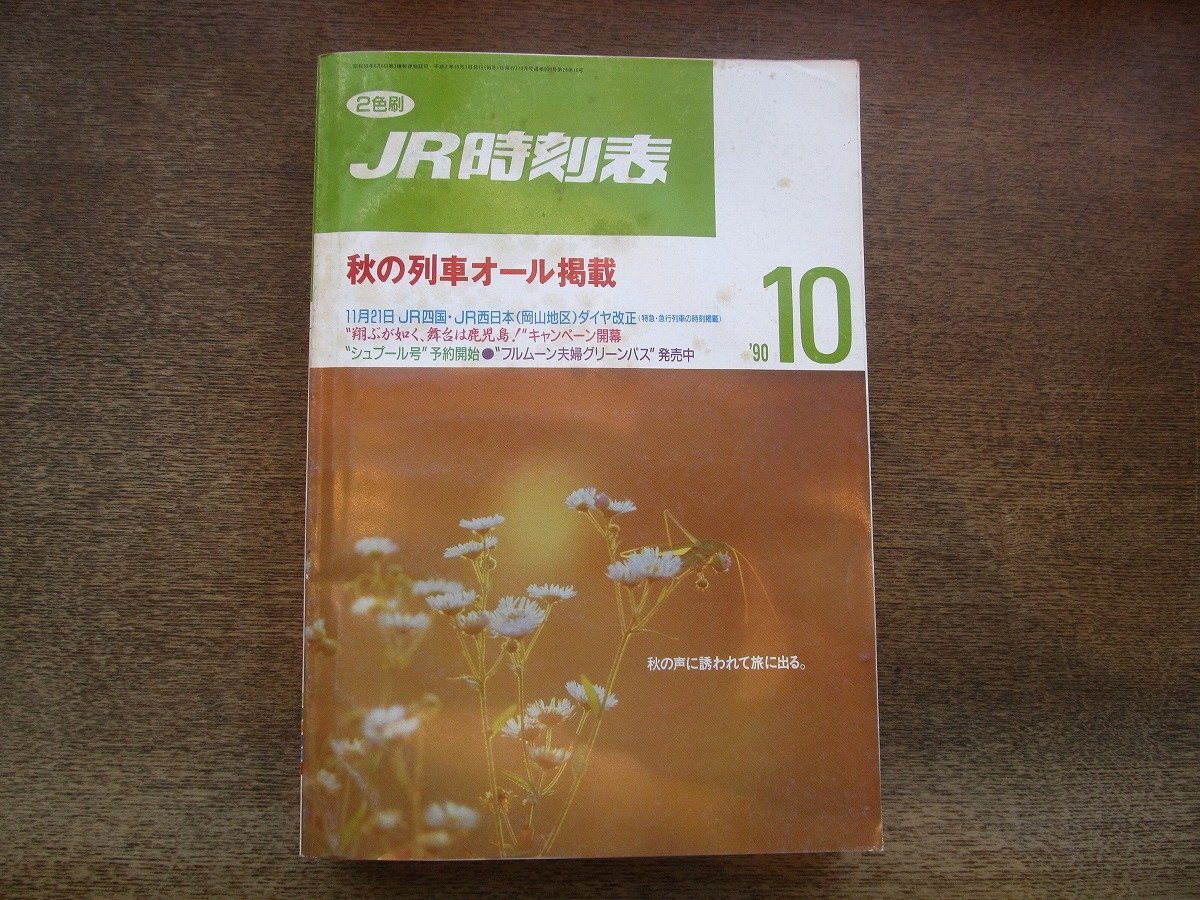 2色刷
JR時刻表
秋の列車オール掲載
11月21日 JR四国・JR西日本(岡山地区)ダイヤ改正(特急・急行列車の時刻掲載)
"翔ぶが如く、舞台は鹿児島!"キャンペーン開幕
"シュプール号"予約開始●"フルムーン夫婦グリーンパス"発売中
'90 10
秋の声に誘われて旅に出る。